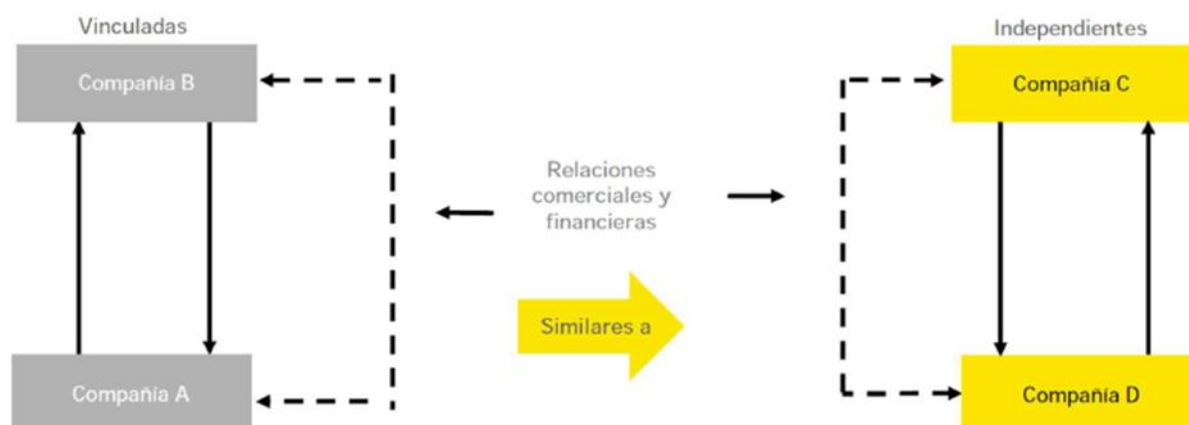 Vinculadas
Independientes
Compañía B
Compañía C
Relaciones
comerciales y
financieras
Similares a
Compañía A
Compañía D